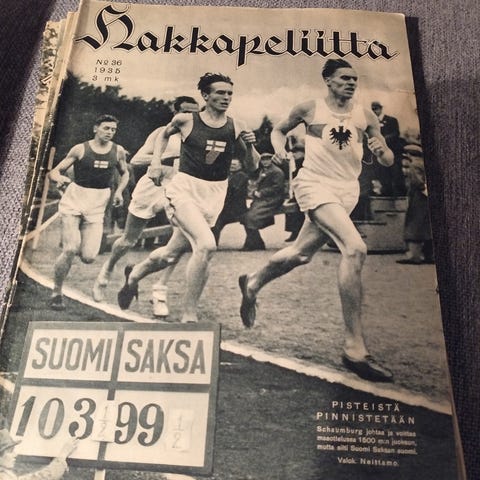 Hakkapeliitta
No 36
1935
3 mk
SUOMI SAKSA
103 1/2 99 1/2
PISTEISTÄ
PINNISTETÄÄN
Schaumburg johtaa ja voittaa
maaottelussa 1500 m:n juoksun,
mutta silti Suomi Saksan suomi.
Valok. Neittamo.